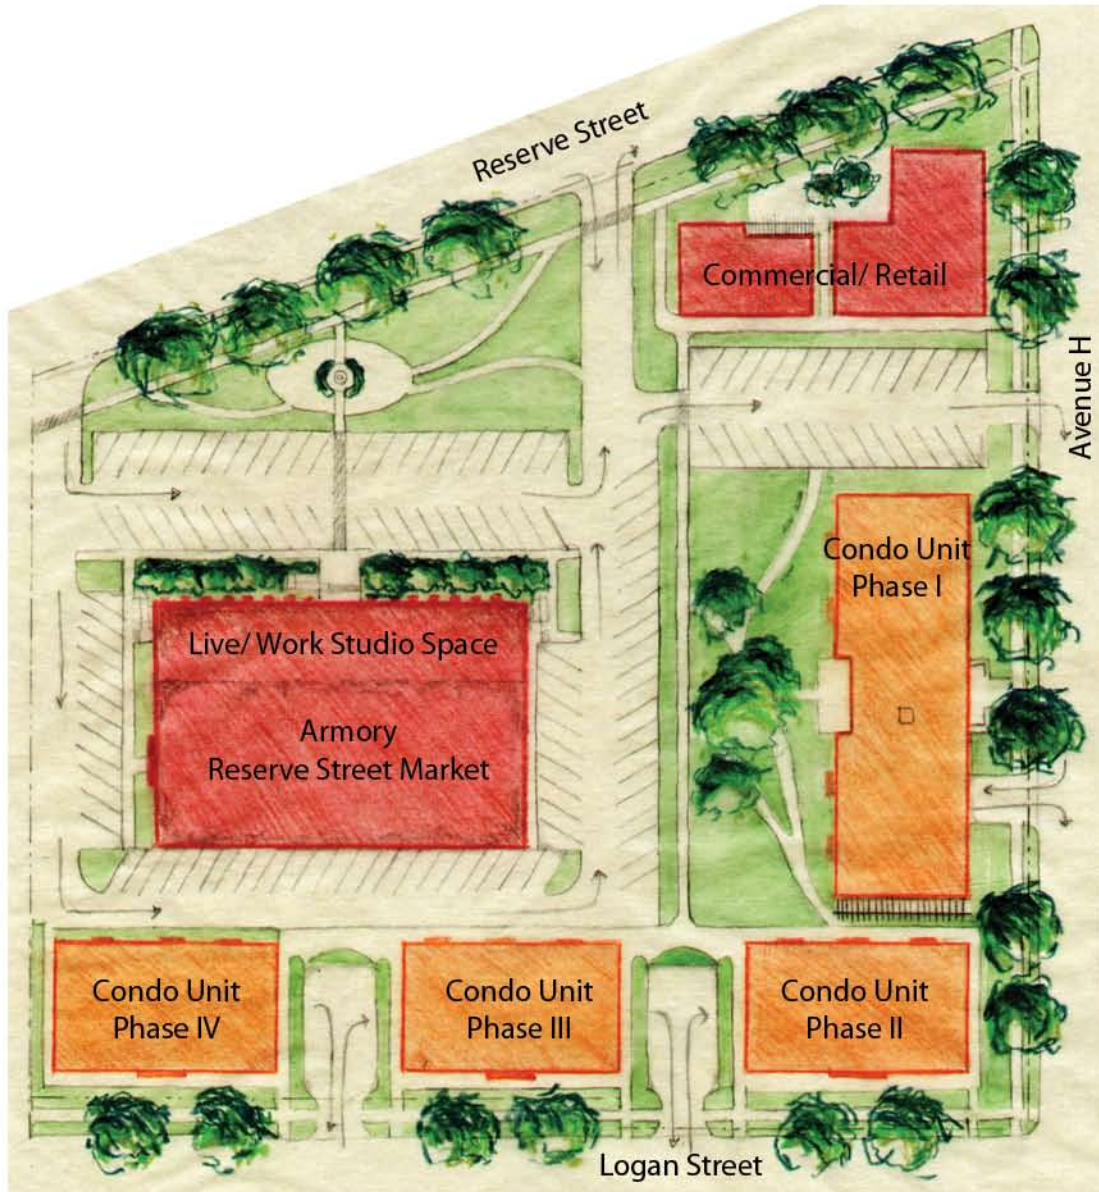 Reserve Street
Commercial/ Retail
Avenue H
Condo Unit
Phase I
Live/ Work Studio Space
Armory
Reserve Street Market
Condo Unit
Phase IV
Condo Unit
Phase III
Condo Unit
Phase II
Logan Street